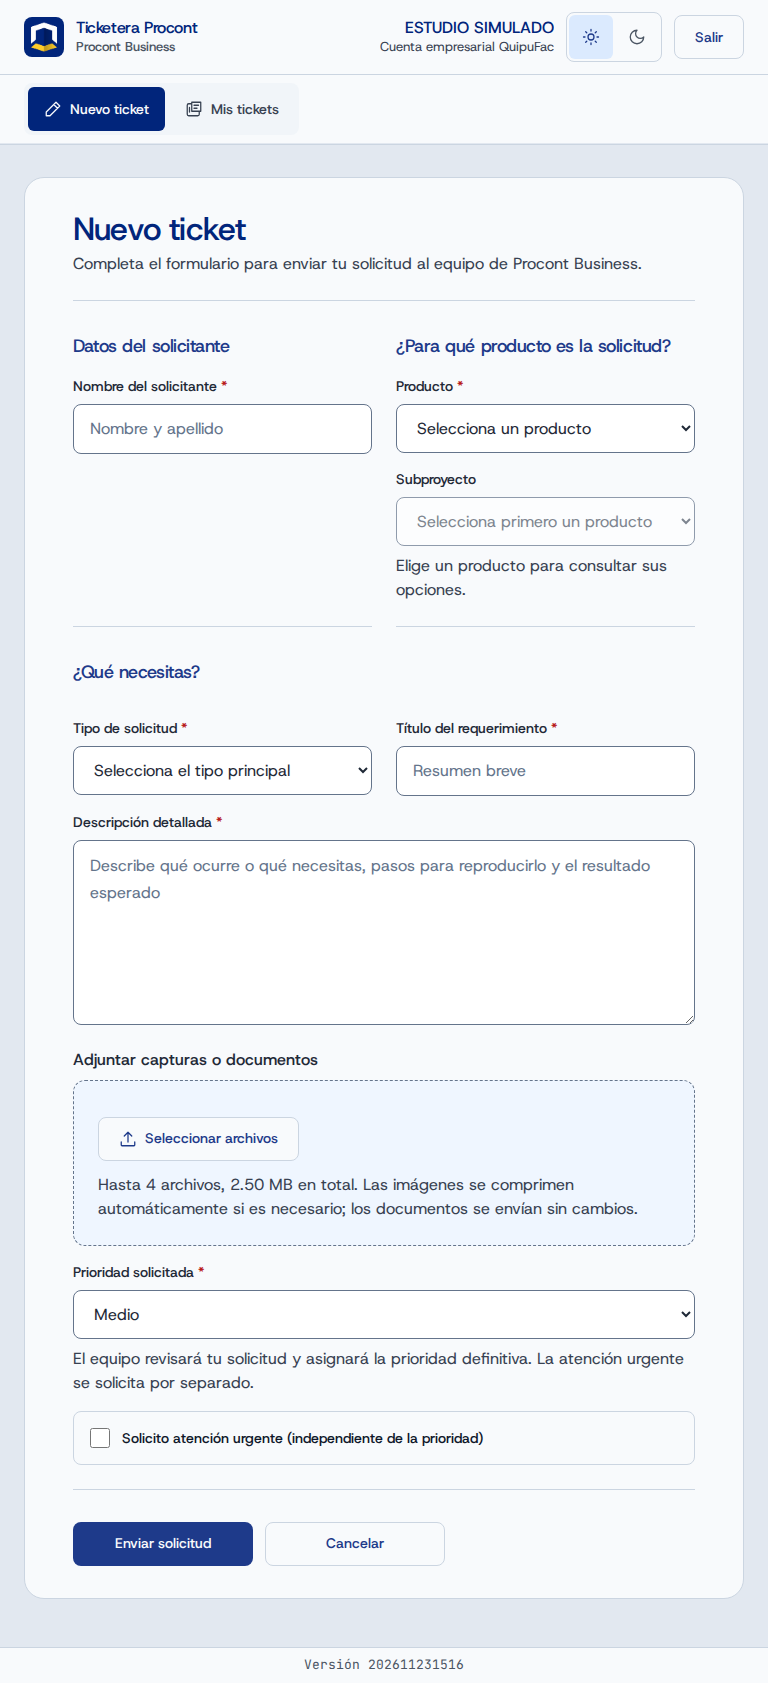 Ticketera Procont
Procont Business
ESTUDIO SIMULADO
Cuenta empresarial QuipuFac
Salir
Nuevo ticket
Mis tickets
Nuevo ticket
Completa el formulario para enviar tu solicitud al equipo de Procont Business.
Datos del solicitante
Nombre del solicitante *
Nombre y apellido
¿Para qué producto es la solicitud?
Producto *
Selecciona un producto
Subproyecto
Selecciona primero un producto
Elige un producto para consultar sus
opciones.
¿Qué necesitas?
Tipo de solicitud *
Selecciona el tipo principal
Título del requerimiento *
Resumen breve
Descripción detallada *
Describe qué ocurre o qué necesitas, pasos para reproducirlo y el resultado
esperado
Adjuntar capturas o documentos
Seleccionar archivos
Hasta 4 archivos, 2.50 MB en total. Las imágenes se comprimen
automáticamente si es necesario; los documentos se envían sin cambios.
Prioridad solicitada *
Medio
El equipo revisará tu solicitud y asignará la prioridad definitiva. La atención urgente
se solicita por separado.
Solicito atención urgente (independiente de la prioridad)
Enviar solicitud
Cancelar
Versión 202611231516